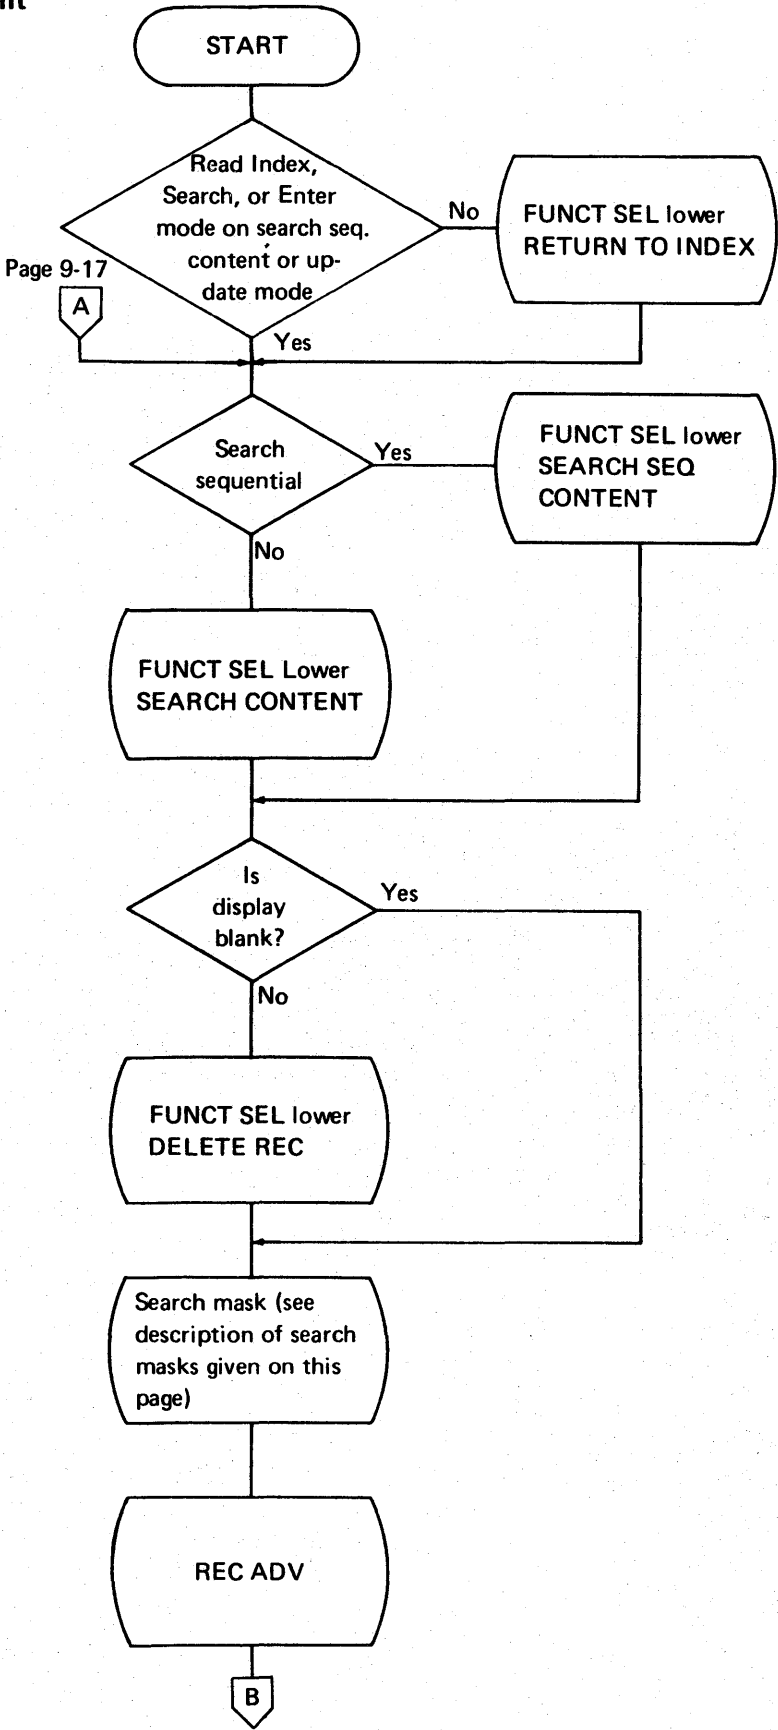 START
Read Index,
Search, or Enter
mode on search seq.
content or up-
date mode
No
FUNCT SEL lower
RETURN TO INDEX
Page 9-17
A
Yes
Search
sequential
Yes
FUNCT SEL lower
SEARCH SEQ
CONTENT
No
FUNCT SEL Lower
SEARCH CONTENT
Is
display
blank?
Yes
No
FUNCT SEL lower
DELETE REC
Search mask (see
description of search
masks given on this
page)
REC ADV
B